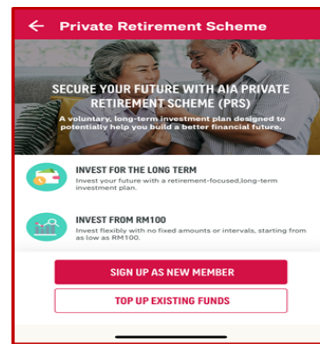 Private Retirement Scheme
SECURE YOUR FUTURE WITH AIA PRIVATE
RETIREMENT SCHEME (PRS)
A voluntary, long-term investment plan designed to
potentially help you build a better financial future.
INVEST FOR THE LONG TERM
Invest your future with a retirement-focused,long-term
investment plan.
INVEST FROM RM100
Invest flexibly with no fixed amounts or intervals, starting from
as low as RM100.
SIGN UP AS NEW MEMBER
TOP UP EXISTING FUNDS